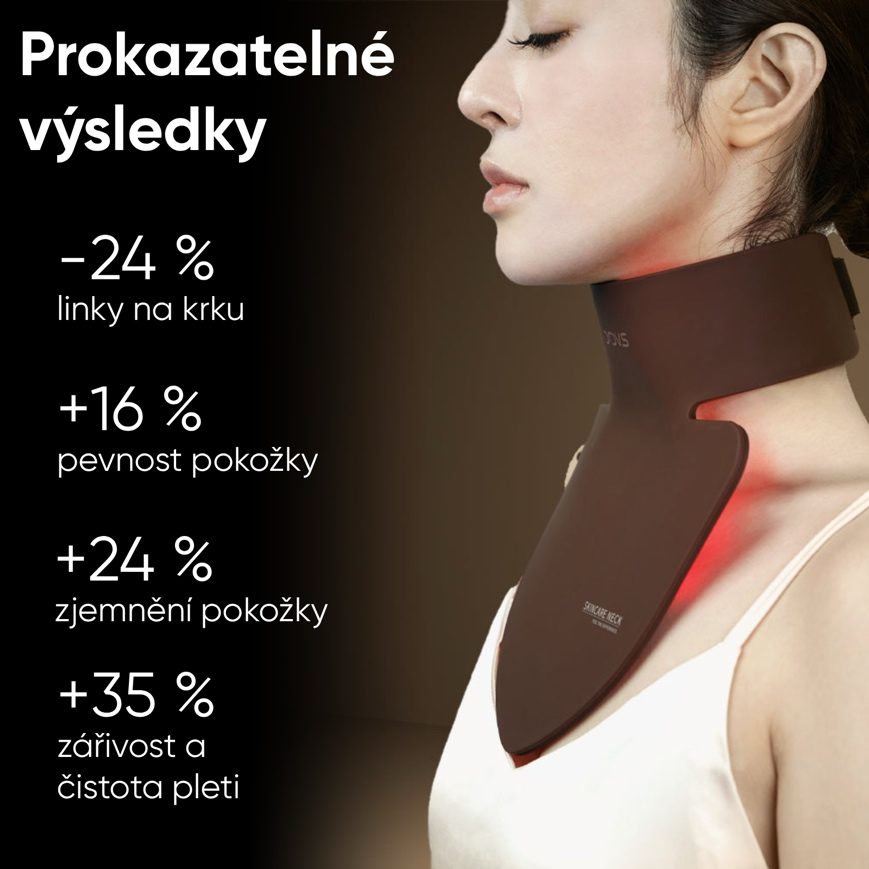 Prokazatelné
výsledky
-24 %
linky na krku
+16 %
pevnost pokožky
+24 %
zjemnění pokožky
+35 %
zářivost a
čistota pleti
SKINCARE NECK